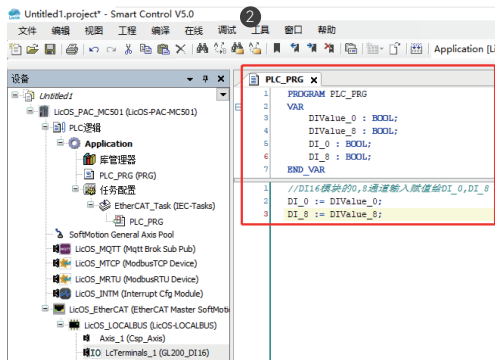 Untitled1.project* - Smart Control V5.0
2
文件 编辑 视图 工程 编译 在线 调试 工具 窗口 帮助
Application [Li
设备
Untitled1
LicOS_PAC_MC501 (LicOS-PAC-MC501)
PLC逻辑
Application
库管理器
PLC_PRG (PRG)
任务配置
EtherCAT_Task (IEC-Tasks)
PLC_PRG
SoftMotion General Axis Pool
LicOS_MQTT (Mqtt Brok Sub Pub)
LicOS_MTCP (ModbusTCP Device)
LicOS_MRTU (ModbusRTU Device)
LicOS_INTM (Interrupt Cfg Module)
LicOS_EtherCAT (EtherCAT Master SoftMoti
LicOS_LOCALBUS (LicOS-LOCALBUS)
Axis_1 (Csp_Axis)
IO LcTerminals_1 (GL200_DI16)
PLC_PRG
1 PROGRAM PLC_PRG
2 VAR
3 DIValue_0 : BOOL;
4 DIValue_8 : BOOL;
5 DI_0 : BOOL;
6 DI_8 : BOOL;
7 END_VAR
1 //DI16模块的0,8通道输入赋值给DI_0,DI_8
2 DI_0 := DIValue_0;
3 DI_8 := DIValue_8;